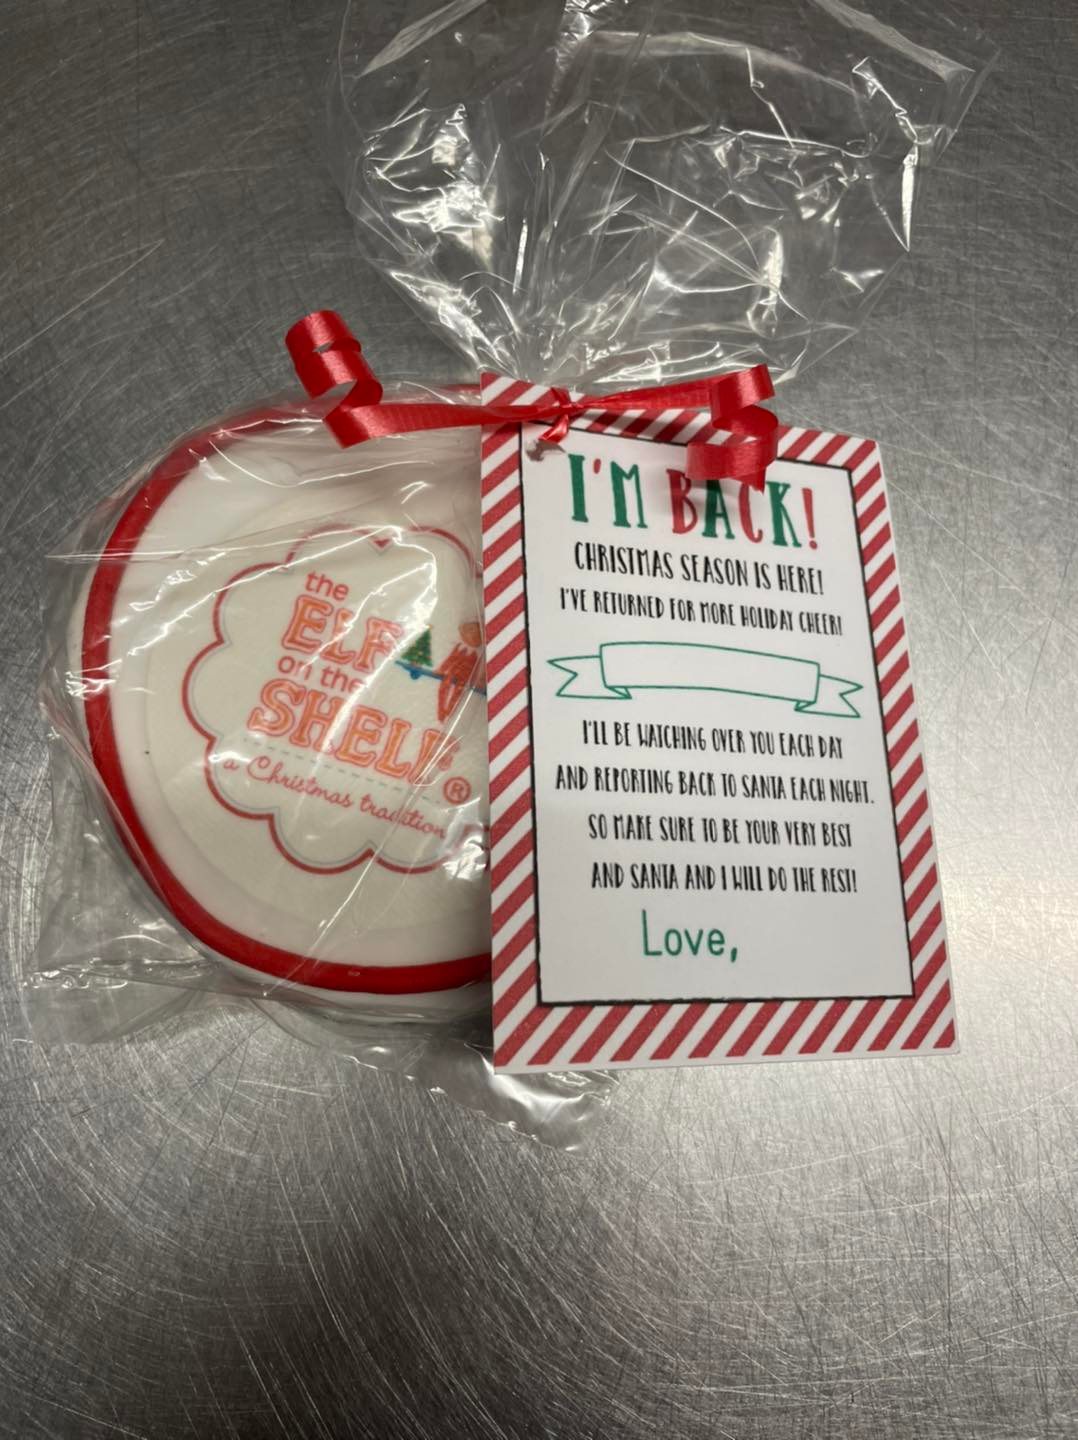 the
ELF
on the
SHELF®
a Christmas tradition
I'M BACK!
CHRISTMAS SEASON IS HERE!
I'VE RETURNED FOR MORE HOLIDAY CHEER!
I'LL BE WATCHING OVER YOU EACH DAY
AND REPORTING BACK TO SANTA EACH NIGHT.
SO MAKE SURE TO BE YOUR VERY BEST
AND SANTA AND I WILL DO THE REST!
Love,